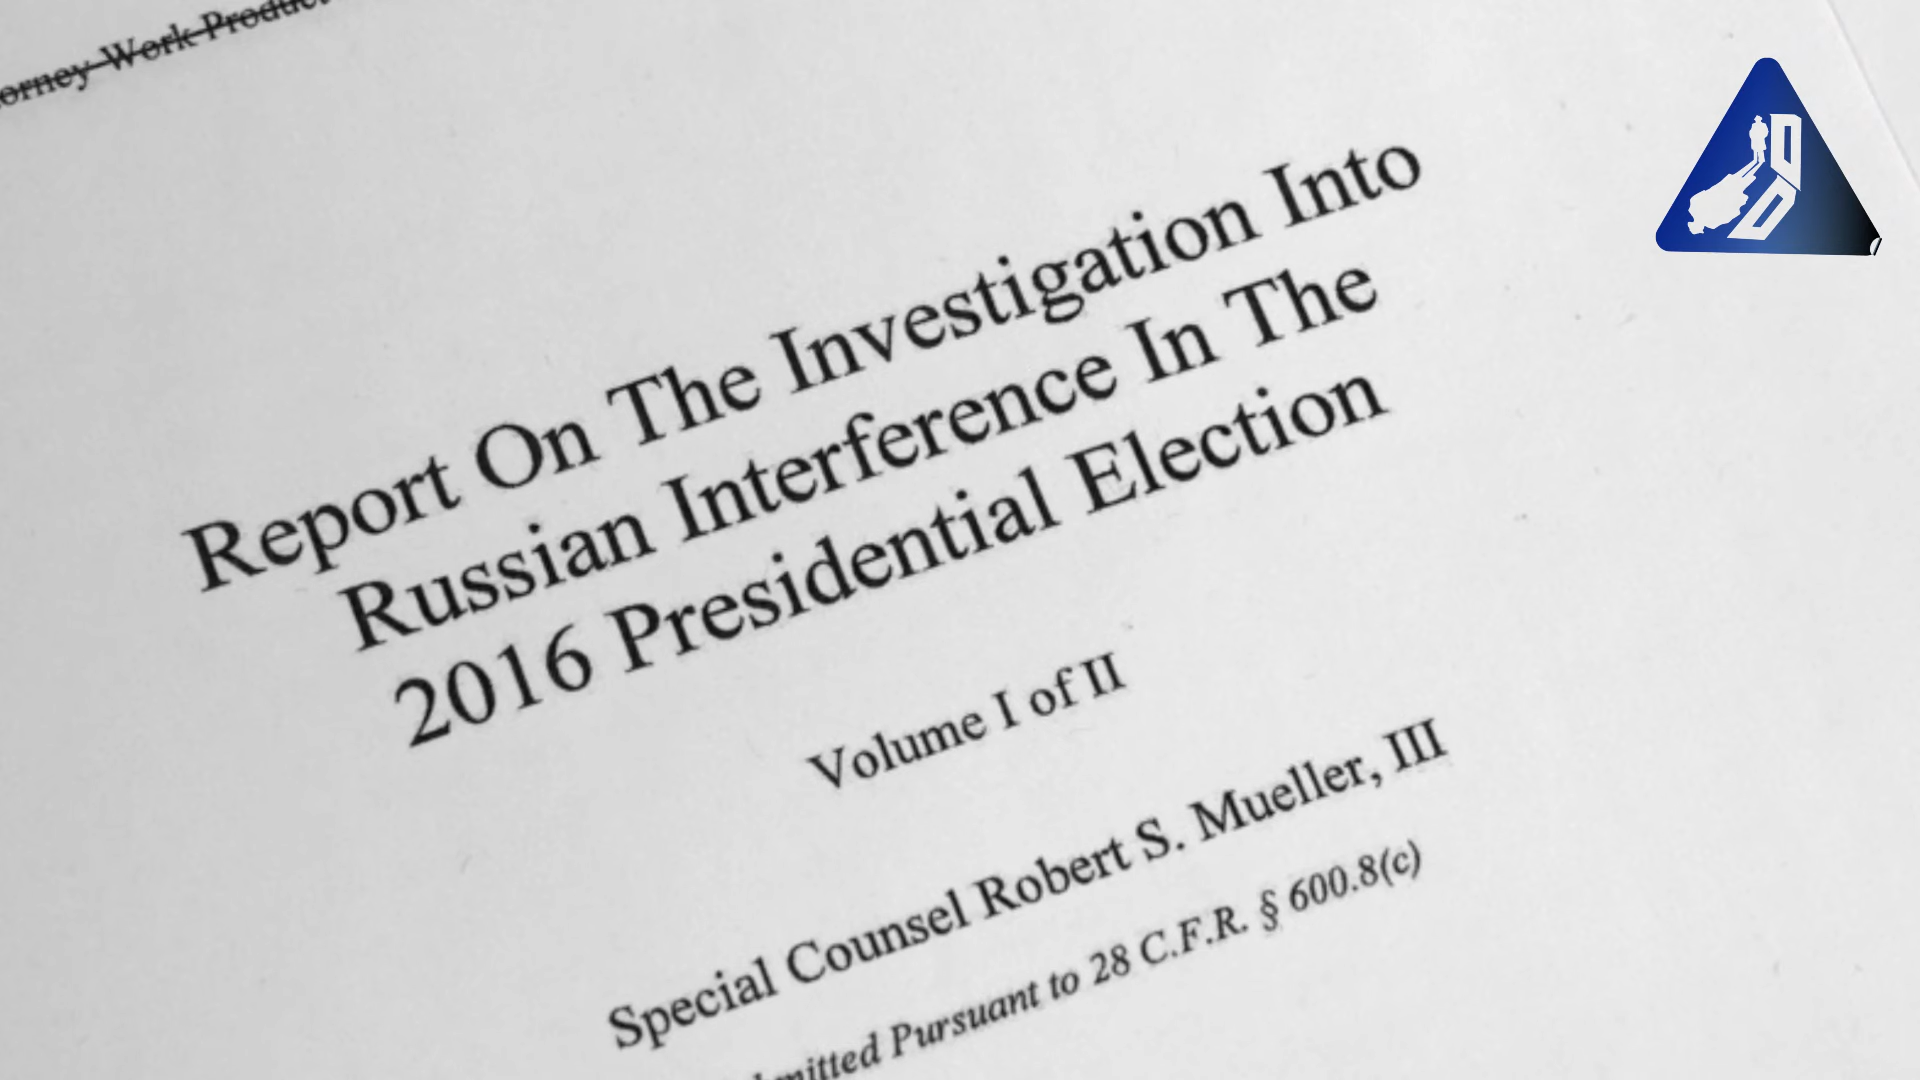 Work Product
Report On The Investigation Into
Russian Interference In The
2016 Presidential Election
Volume I of II
Special Counsel Robert S. Mueller, III
Pursuant to 28 C.F.R. § 600.8(c)